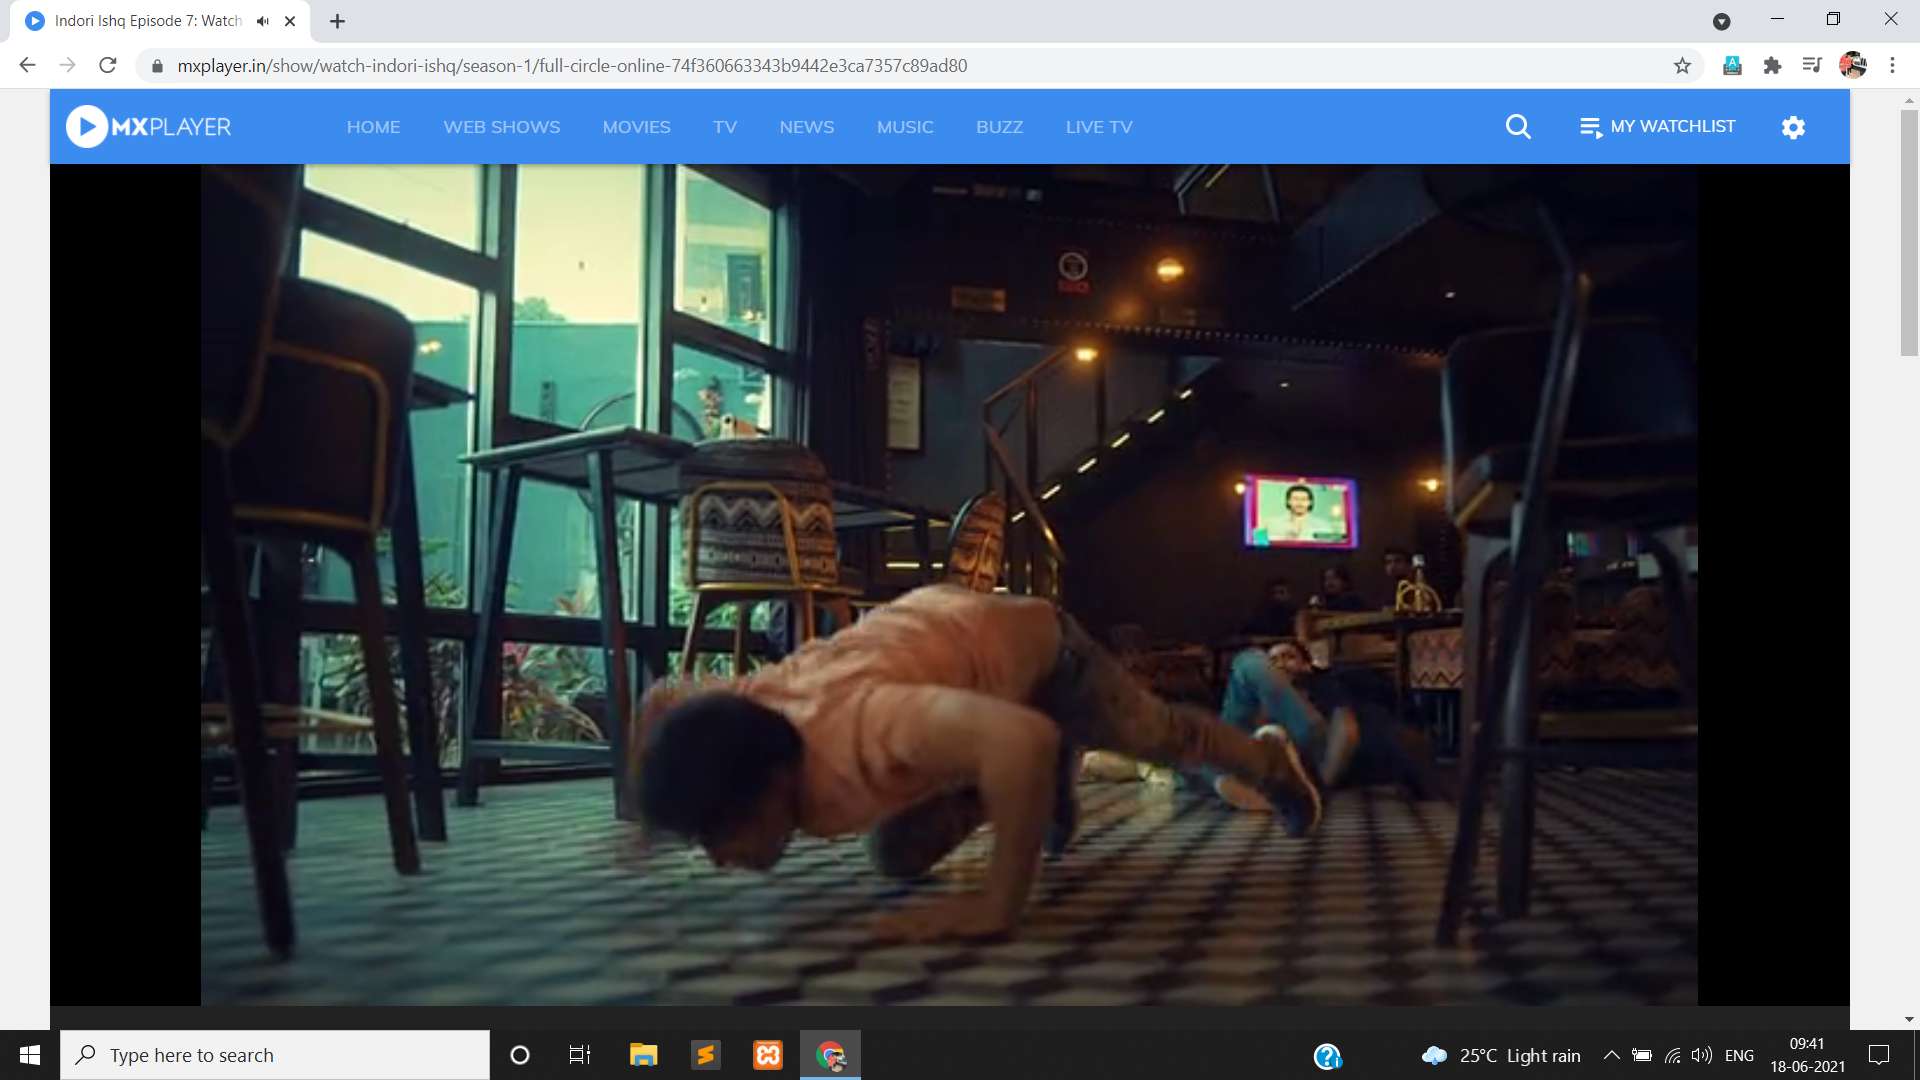 Indori Ishq Episode 7: Watch
mxplayer.in/show/watch-indori-ishq/season-1/full-circle-online-74f360663343b9442e3ca7357c89ad80
MXPLAYER
HOME WEB SHOWS MOVIES TV NEWS MUSIC BUZZ LIVE TV
MY WATCHLIST
Type here to search
25°C Light rain
ENG
09:41
18-06-2021